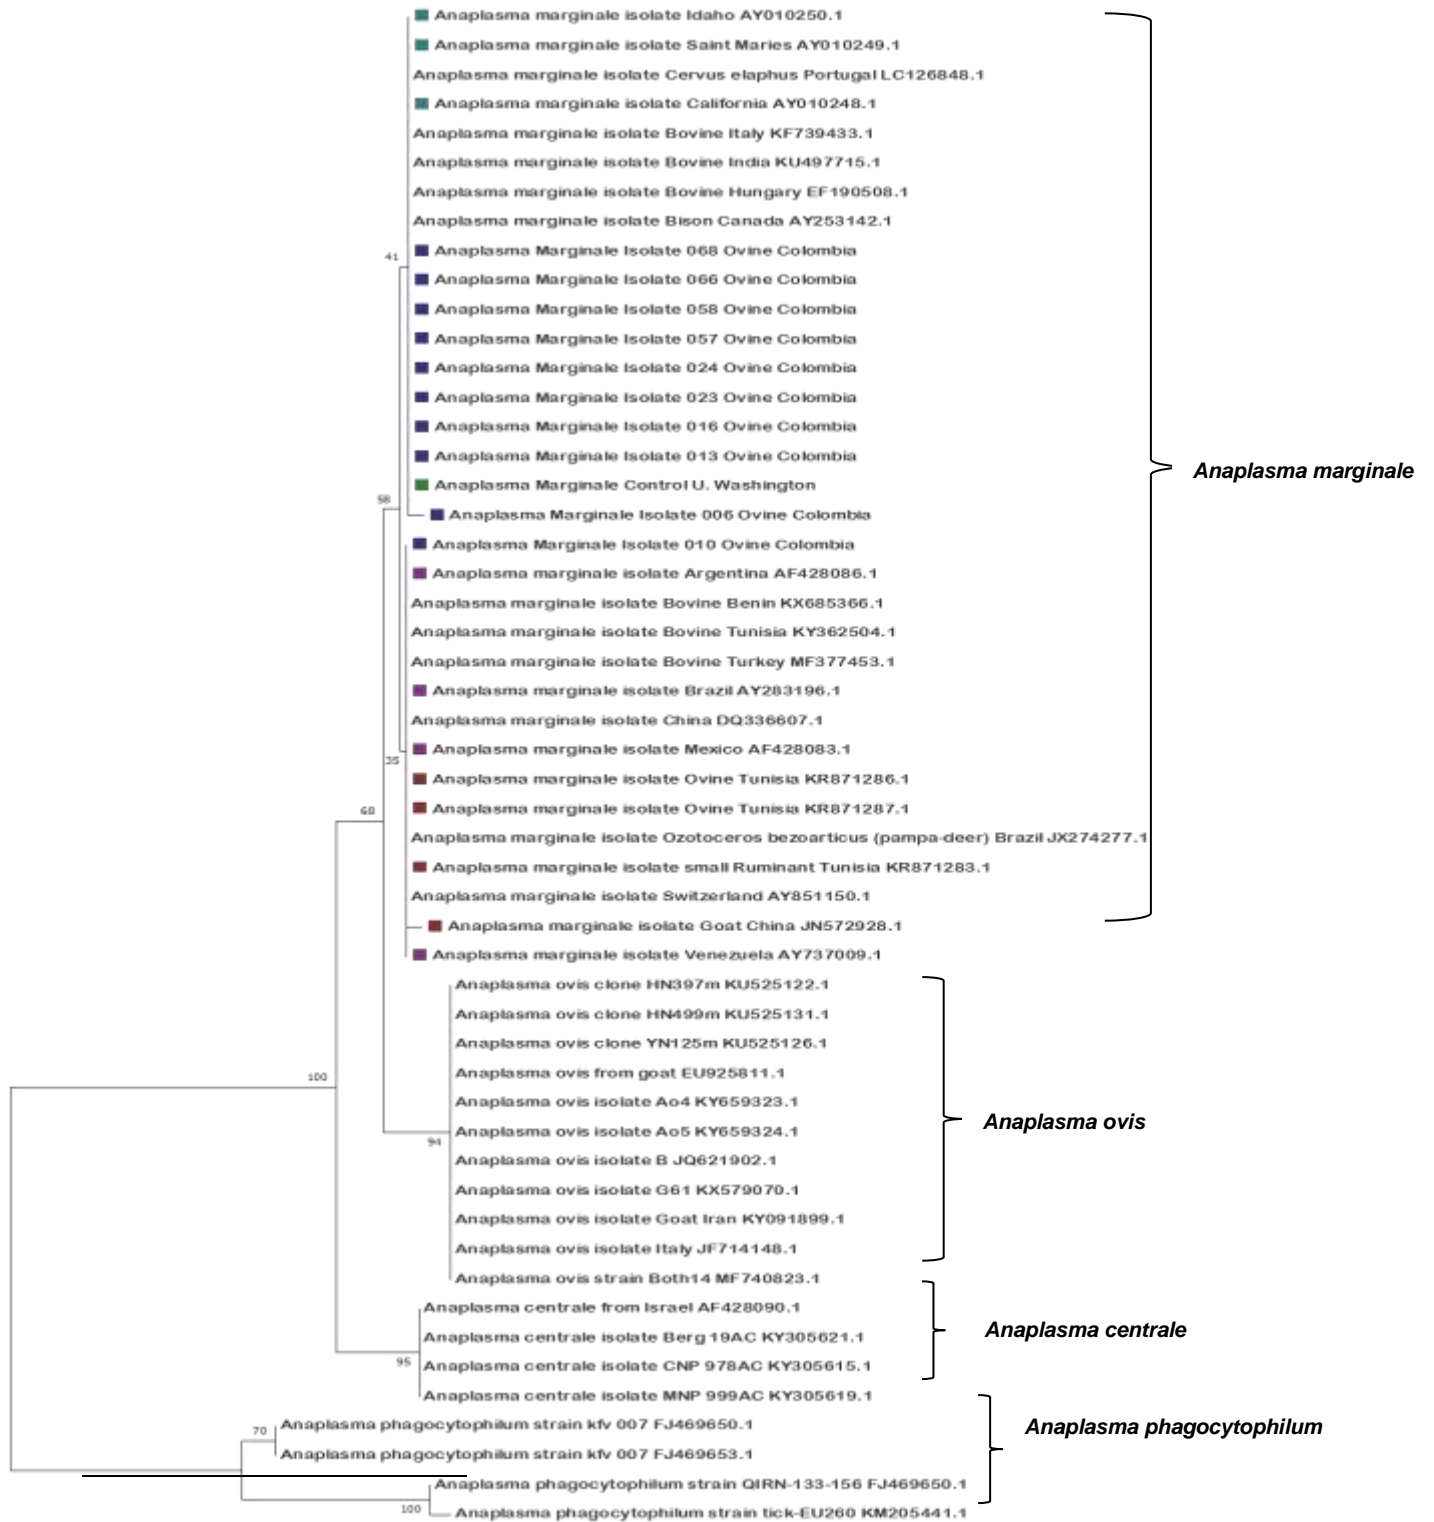 Anaplasma marginale isolate Idaho AY010250.1
Anaplasma marginale isolate Saint Maries AY010249.1
Anaplasma marginale isolate Cervus elaphus Portugal LC126848.1
Anaplasma marginale isolate California AY010248.1
Anaplasma marginale isolate Bovine Italy KF739433.1
Anaplasma marginale isolate Bovine India KU497715.1
Anaplasma marginale isolate Bovine Hungary EF190508.1
Anaplasma marginale isolate Bison Canada AY253142.1
41
Anaplasma Marginale Isolate 068 Ovine Colombia
Anaplasma Marginale Isolate 066 Ovine Colombia
Anaplasma Marginale Isolate 058 Ovine Colombia
Anaplasma Marginale Isolate 057 Ovine Colombia
Anaplasma Marginale Isolate 024 Ovine Colombia
Anaplasma Marginale Isolate 023 Ovine Colombia
Anaplasma Marginale Isolate 016 Ovine Colombia
Anaplasma Marginale Isolate 013 Ovine Colombia
Anaplasma marginale
Anaplasma Marginale Control U. Washington
58
Anaplasma Marginale Isolate 006 Ovine Colombia
Anaplasma Marginale Isolate 010 Ovine Colombia
Anaplasma marginale isolate Argentina AF428086.1
Anaplasma marginale isolate Bovine Benin KX685366.1
Anaplasma marginale isolate Bovine Tunisia KY362504.1
Anaplasma marginale isolate Bovine Turkey MF377453.1
Anaplasma marginale isolate Brazil AY283196.1
Anaplasma marginale isolate China DQ336607.1
Anaplasma marginale isolate Mexico AF428083.1
35
Anaplasma marginale isolate Ovine Tunisia KR871286.1
Anaplasma marginale isolate Ovine Tunisia KR871287.1
68
Anaplasma marginale isolate Ozotoceros bezoarticus (pampa-deer) Brazil JX274277.1
Anaplasma marginale isolate small Ruminant Tunisia KR871283.1
Anaplasma marginale isolate Switzerland AY851150.1
Anaplasma marginale isolate Goat China JN572928.1
Anaplasma marginale isolate Venezuela AY737009.1
Anaplasma ovis clone HN397m KU525122.1
Anaplasma ovis clone HN499m KU525131.1
Anaplasma ovis clone YN125m KU525126.1
Anaplasma ovis from goat EU925811.1
100
Anaplasma ovis isolate Ao4 KY659323.1
Anaplasma ovis
Anaplasma ovis isolate Ao5 KY659324.1
94
Anaplasma ovis isolate B JQ621902.1
Anaplasma ovis isolate G61 KX579070.1
Anaplasma ovis isolate Goat Iran KY091899.1
Anaplasma ovis isolate Italy JF714148.1
Anaplasma ovis strain Both14 MF740823.1
Anaplasma centrale from Israel AF428090.1
Anaplasma centrale
Anaplasma centrale isolate Berg 19AC KY305621.1
95
Anaplasma centrale isolate CNP 978AC KY305615.1
Anaplasma centrale isolate MNP 999AC KY305619.1
Anaplasma phagocytophilum strain kfv 007 FJ469650.1
Anaplasma phagocytophilum
70
Anaplasma phagocytophilum strain kfv 007 FJ469653.1
Anaplasma phagocytophilum strain QIRN-133-156 FJ469650.1
100
Anaplasma phagocytophilum strain tick-EU260 KM205441.1